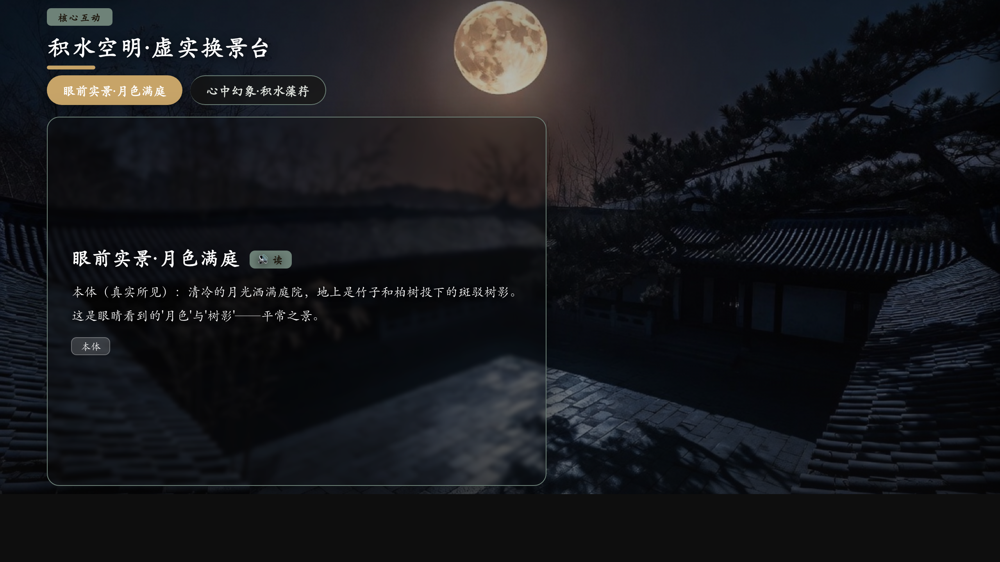 核心互动
积水空明·虚实换景台
眼前实景·月色满庭
心中幻象·积水藻荇
眼前实景·月色满庭
读
本体（真实所见）：清冷的月光洒满庭院，地上是竹子和柏树投下的斑驳树影。
这是眼睛看到的'月色'与'树影'——平常之景。
本体